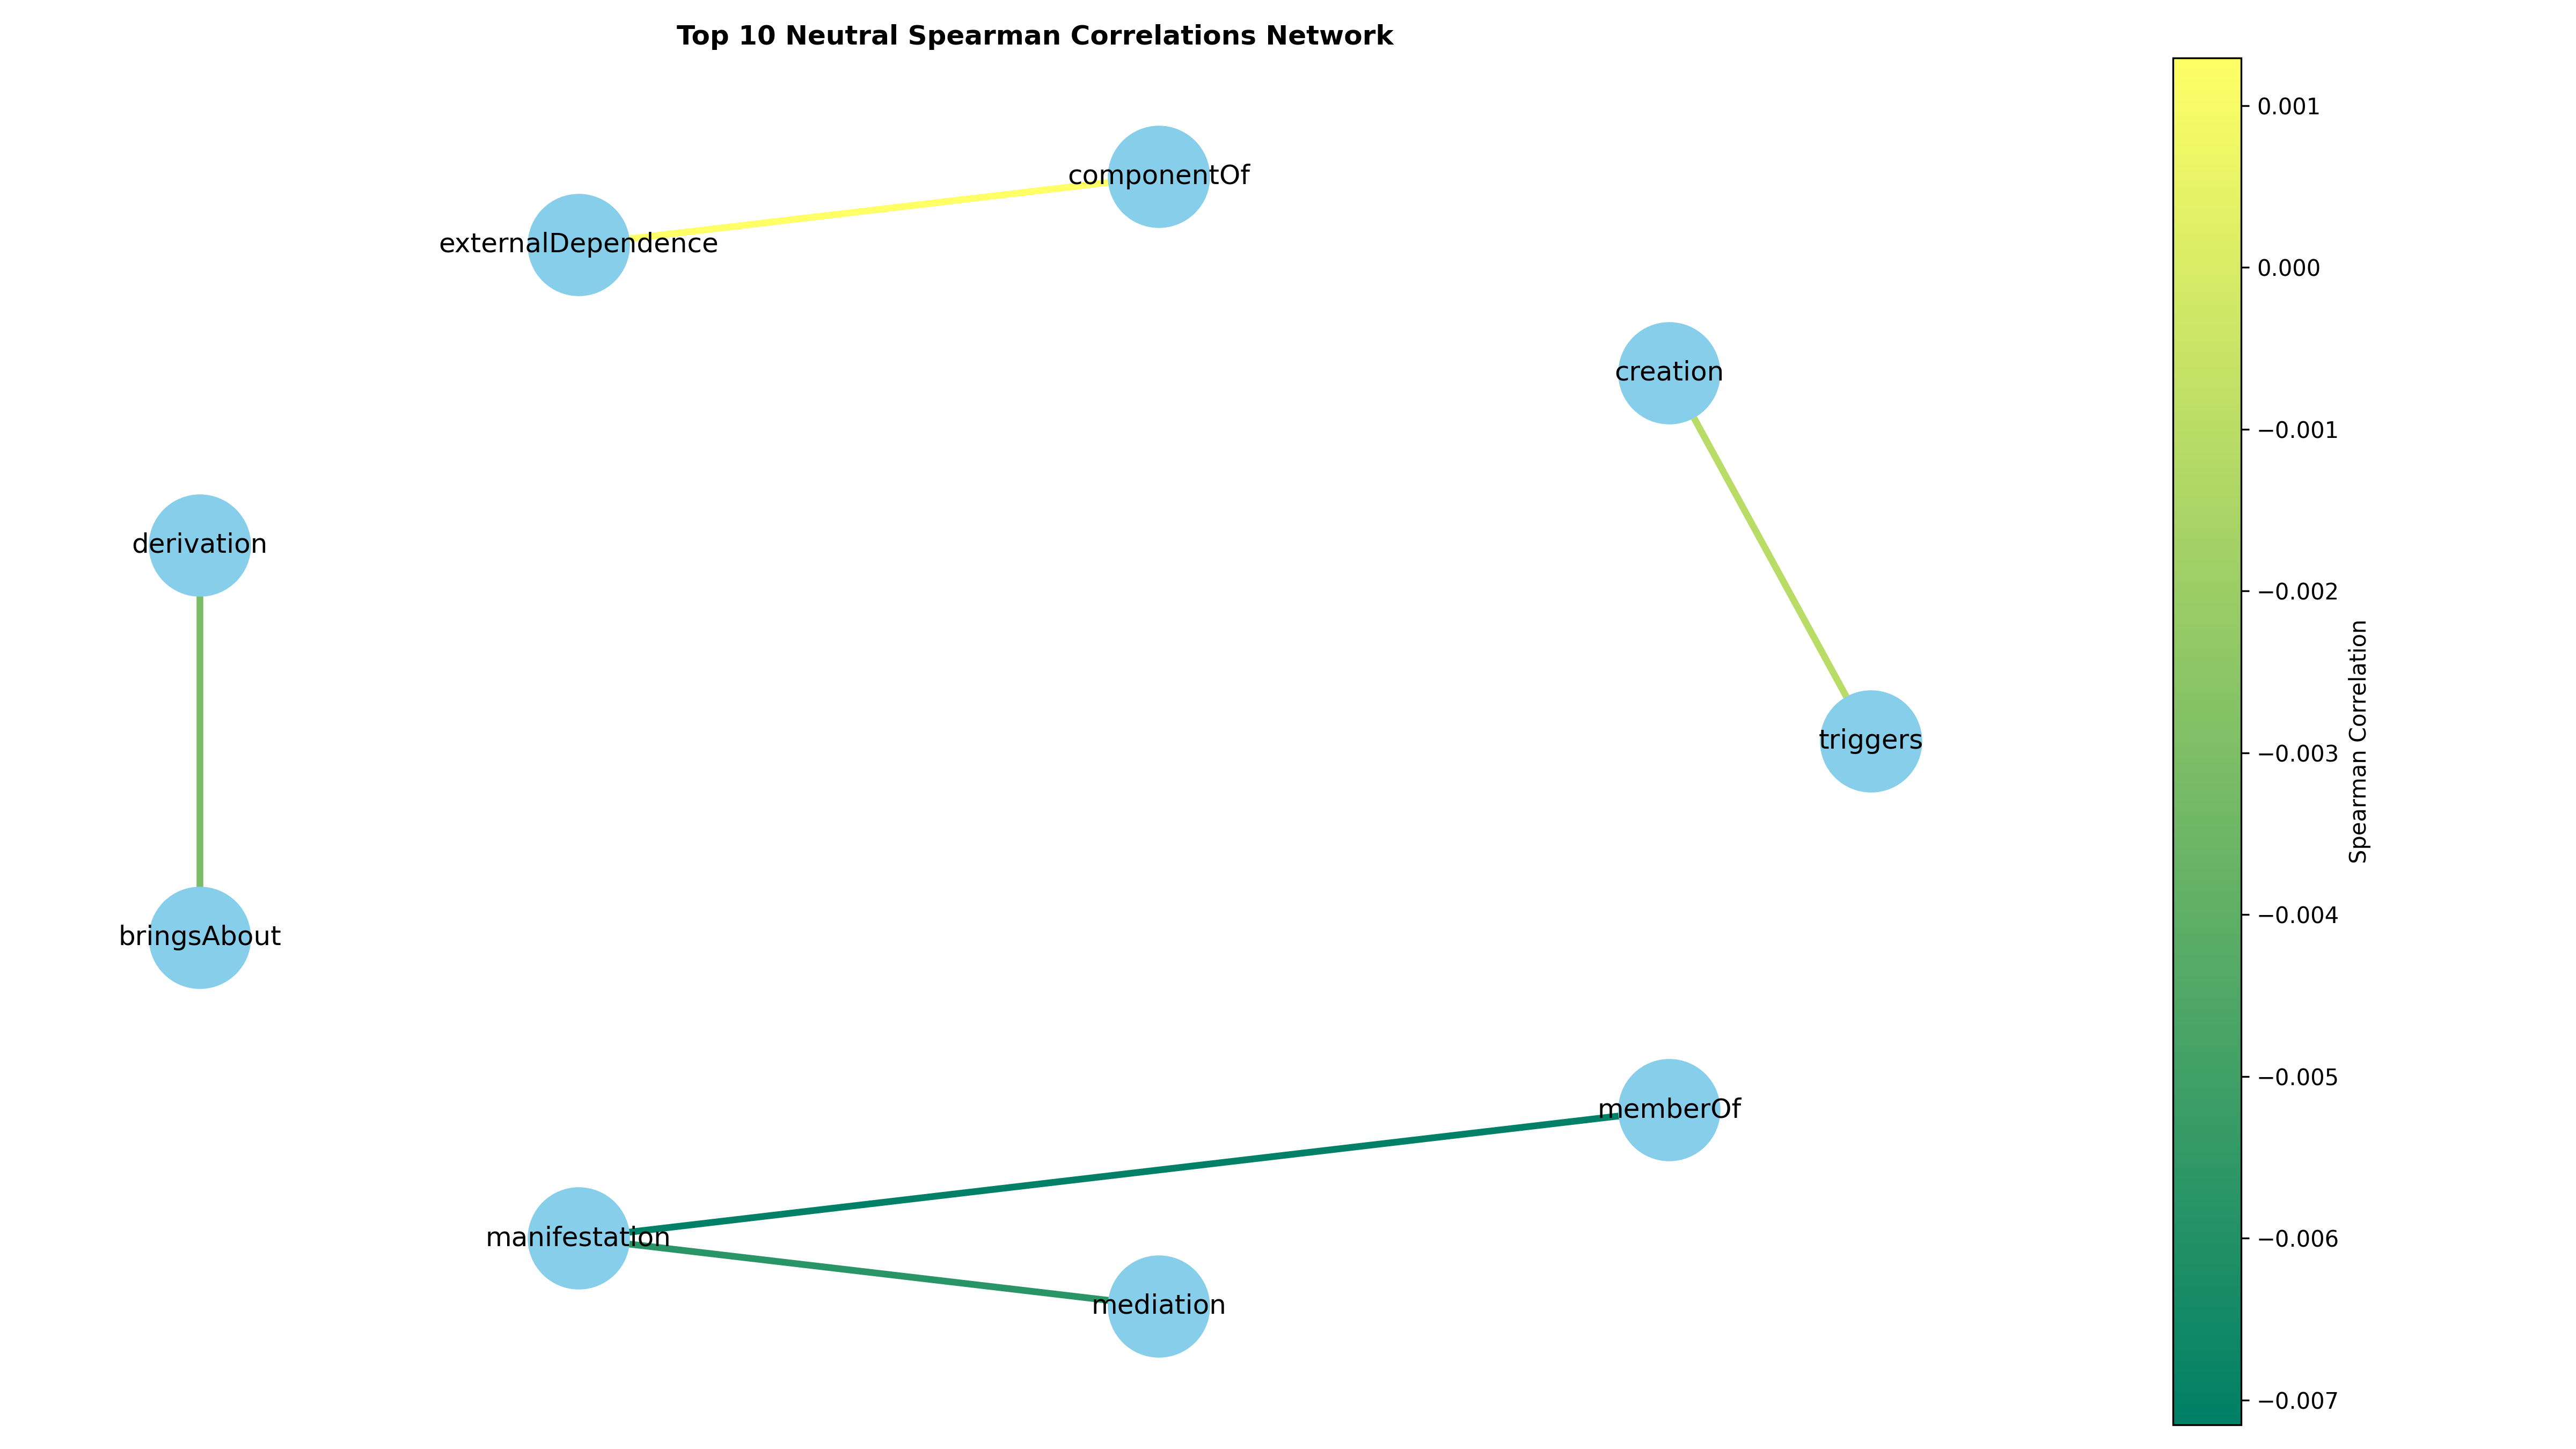 Top 10 Neutral Spearman Correlations Network
componentOf
externalDependence
creation
derivation
triggers
bringsAbout
memberOf
manifestation
mediation
0.001
0.000
−0.001
−0.002
−0.003
−0.004
−0.005
−0.006
−0.007
Spearman Correlation